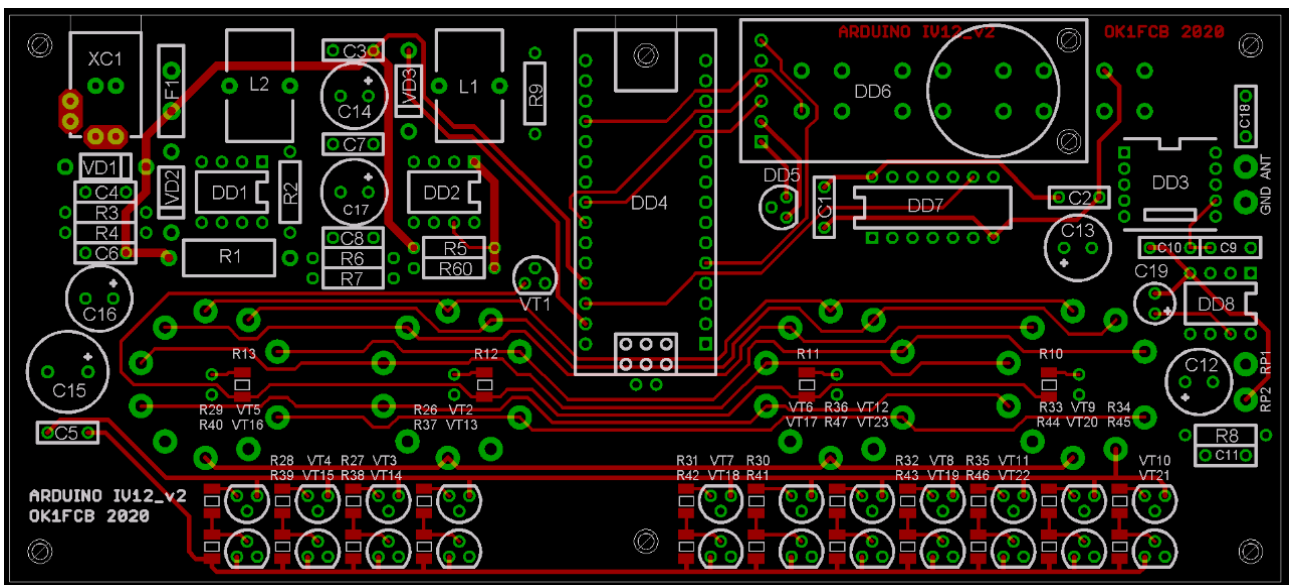 ARDUINO IV12_v2 OK1FCB 2020
XC1
F1
L2
C3
C14
VD3
L1
R9
DD6
C18
C7
VD1
VD2
DD1
R2
C17
DD2
DD4
DD5
C1
DD7
C2
DD3
ANT
GND
C4
R3
R4
C6
R1
C8
R6
R7
R5
R60
C13
C10
C9
C16
VT1
C19
DD8
R13
R12
R11
R10
C15
C12
RP1
RP2
R29 VT5
R40 VT16
R26 VT2
R37 VT13
VT6 R36 VT12
VT17 R47 VT23
R33 VT9 R34
R44 VT20 R45
C5
R8
C11
R28 VT4 R27 VT3
R39 VT15 R38 VT14
R31 VT7 R30
R42 VT18 R41
R32 VT8 R35 VT11
R43 VT19 R46 VT22
VT10
VT21
ARDUINO IV12_v2
OK1FCB 2020